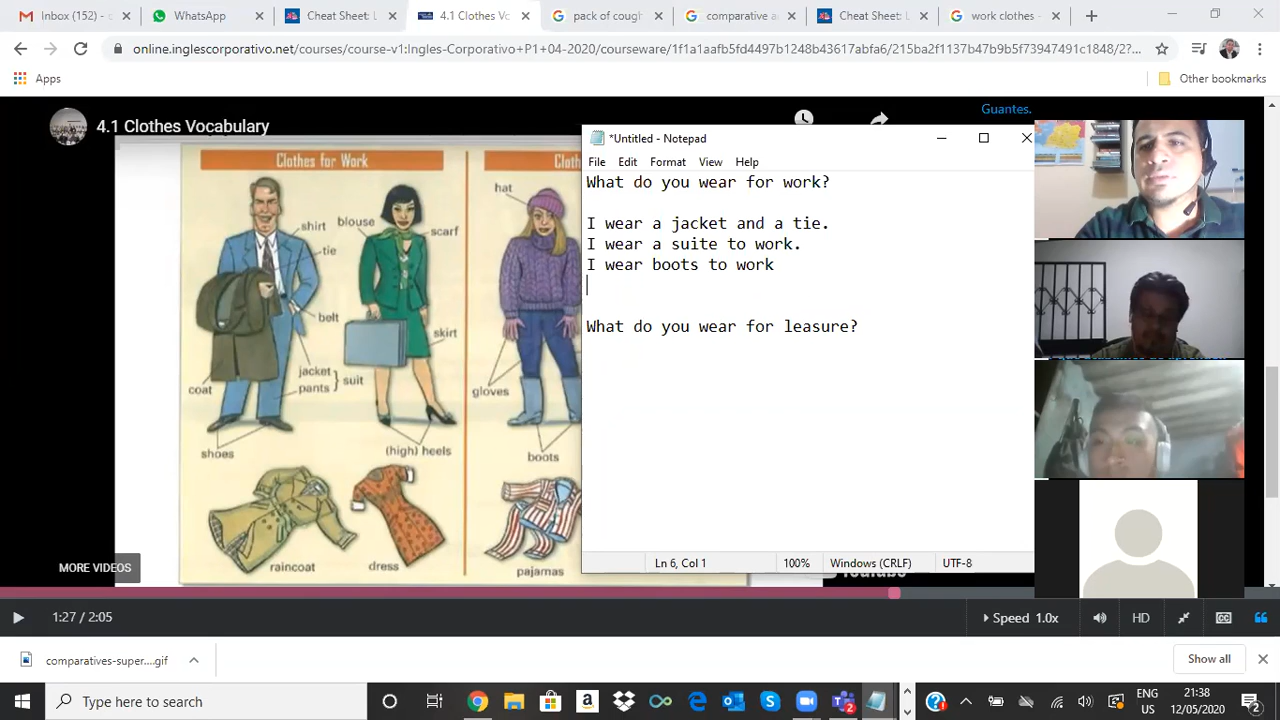 Inbox (152) - c
WhatsApp
Cheat Sheet: L
4.1 Clothes Vo
pack of cough
comparative a
Cheat Sheet: L
work clothes -
online.inglescorporativo.net/courses/course-v1:Ingles-Corporativo+P1+04-2020/courseware/1f1a1aafb5fd4497b1248b43617abfa6/215ba2f1137b47b9b5f73947491c1848/2?...
Apps
Other bookmarks
4.1 Clothes Vocabulary
Guantes.
Clothes for Work
Cloth
shirt
blouse
scarf
tie
belt
skirt
coat
jacket
pants
suit
shoes
(high) heels
raincoat
dress
hat
gloves
boots
pajamas
MORE VIDEOS
*Untitled - Notepad
File Edit Format View Help
What do you wear for work?
I wear a jacket and a tie.
I wear a suite to work.
I wear boots to work
What do you wear for leasure?
Ln 6, Col 1
100%
Windows (CRLF)
UTF-8
YouTube
1:27 / 2:05
Speed 1.0x
HD
CC
comparatives-super....gif
Show all
Type here to search
ENG
US
21:38
12/05/2020
2
2